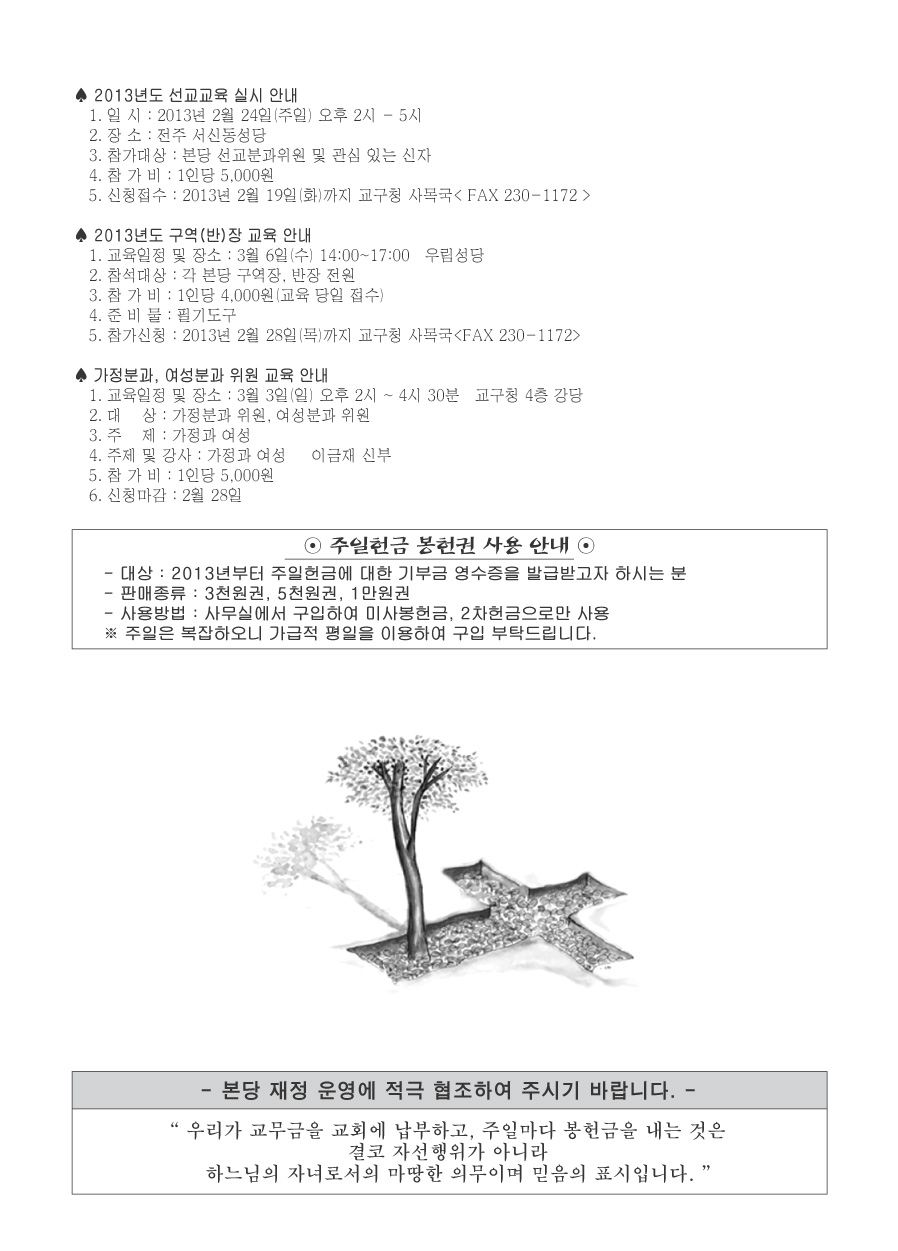 ♠ 2013년도 선교교육 실시 안내
1. 일 시 : 2013년 2월 24일(주일) 오후 2시 - 5시
2. 장 소 : 전주 서신동성당
3. 참가대상 : 본당 선교분과위원 및 관심 있는 신자
4. 참 가 비 : 1인당 5,000원
5. 신청접수 : 2013년 2월 19일(화)까지 교구청 사목국< FAX 230-1172 >
♠ 2013년도 구역(반)장 교육 안내
1. 교육일정 및 장소 : 3월 6일(수) 14:00~17:00 우림성당
2. 참석대상 : 각 본당 구역장, 반장 전원
3. 참 가 비 : 1인당 4,000원(교육 당일 접수)
4. 준 비 물 : 필기도구
5. 참가신청 : 2013년 2월 28일(목)까지 교구청 사목국<FAX 230-1172>
♠ 가정분과, 여성분과 위원 교육 안내
1. 교육일정 및 장소 : 3월 3일(일) 오후 2시 ~ 4시 30분 교구청 4층 강당
2. 대 상 : 가정분과 위원, 여성분과 위원
3. 주 제 : 가정과 여성
4. 주제 및 강사 : 가정과 여성 이금재 신부
5. 참 가 비 : 1인당 5,000원
6. 신청마감 : 2월 28일
⊙ 주일헌금 봉헌권 사용 안내 ⊙
- 대상 : 2013년부터 주일헌금에 대한 기부금 영수증을 발급받고자 하시는 분
- 판매종류 : 3천원권, 5천원권, 1만원권
- 사용방법 : 사무실에서 구입하여 미사봉헌금, 2차헌금으로만 사용
※ 주일은 복잡하오니 가급적 평일을 이용하여 구입 부탁드립니다.
- 본당 재정 운영에 적극 협조하여 주시기 바랍니다. -
“ 우리가 교무금을 교회에 납부하고, 주일마다 봉헌금을 내는 것은
결코 자선행위가 아니라
하느님의 자녀로서의 마땅한 의무이며 믿음의 표시입니다. ”